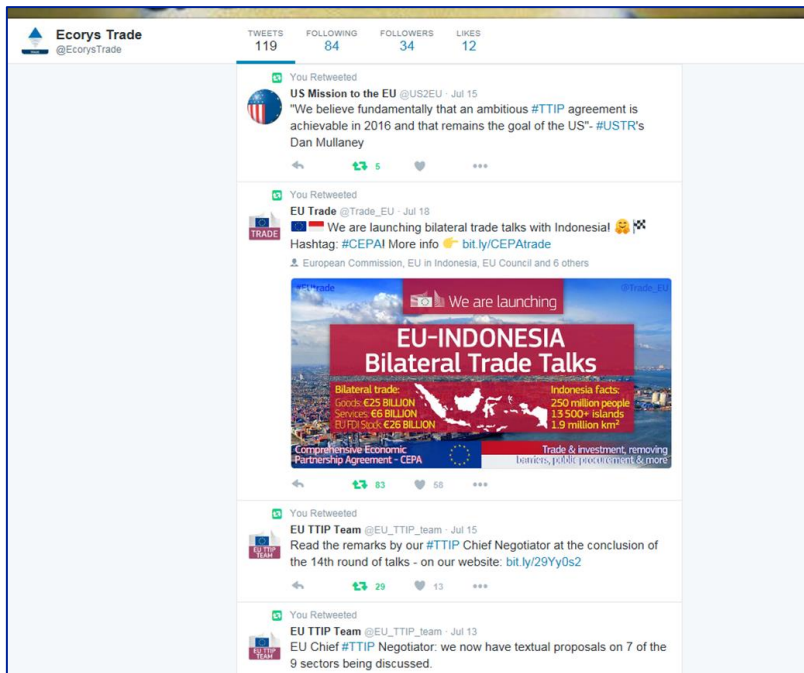 Ecorys Trade
@EcorysTrade
TWEETS
119
FOLLOWING
84
FOLLOWERS
34
LIKES
12
You Retweeted
US Mission to the EU @US2EU · Jul 15
"We believe fundamentally that an ambitious #TTIP agreement is
achievable in 2016 and that remains the goal of the US"- #USTR's
Dan Mullaney
5
You Retweeted
TRADE
EU Trade @Trade_EU · Jul 18
We are launching bilateral trade talks with Indonesia!
Hashtag: #CEPA! More info bit.ly/CEPAtrade
European Commission, EU in Indonesia, EU Council and 6 others
#EUtrade
@Trade_EU
We are launching
EU-INDONESIA
Bilateral Trade Talks
Bilateral trade:
Goods: €25 BILLION
Services: €6 BILLION
EU FDI Stock: €26 BILLION
Indonesia facts:
250 million people
13 500+ islands
1.9 million km²
Comprehensive Economic
Partnership Agreement - CEPA
Trade & investment, removing
barriers, public procurement & more
83
58
You Retweeted
EU TTIP
TEAM
EU TTIP Team @EU_TTIP_team · Jul 15
Read the remarks by our #TTIP Chief Negotiator at the conclusion of
the 14th round of talks - on our website: bit.ly/29Yy0s2
29
13
You Retweeted
EU TTIP
TEAM
EU TTIP Team @EU_TTIP_team · Jul 13
EU Chief #TTIP Negotiator: we now have textual proposals on 7 of the
9 sectors being discussed.